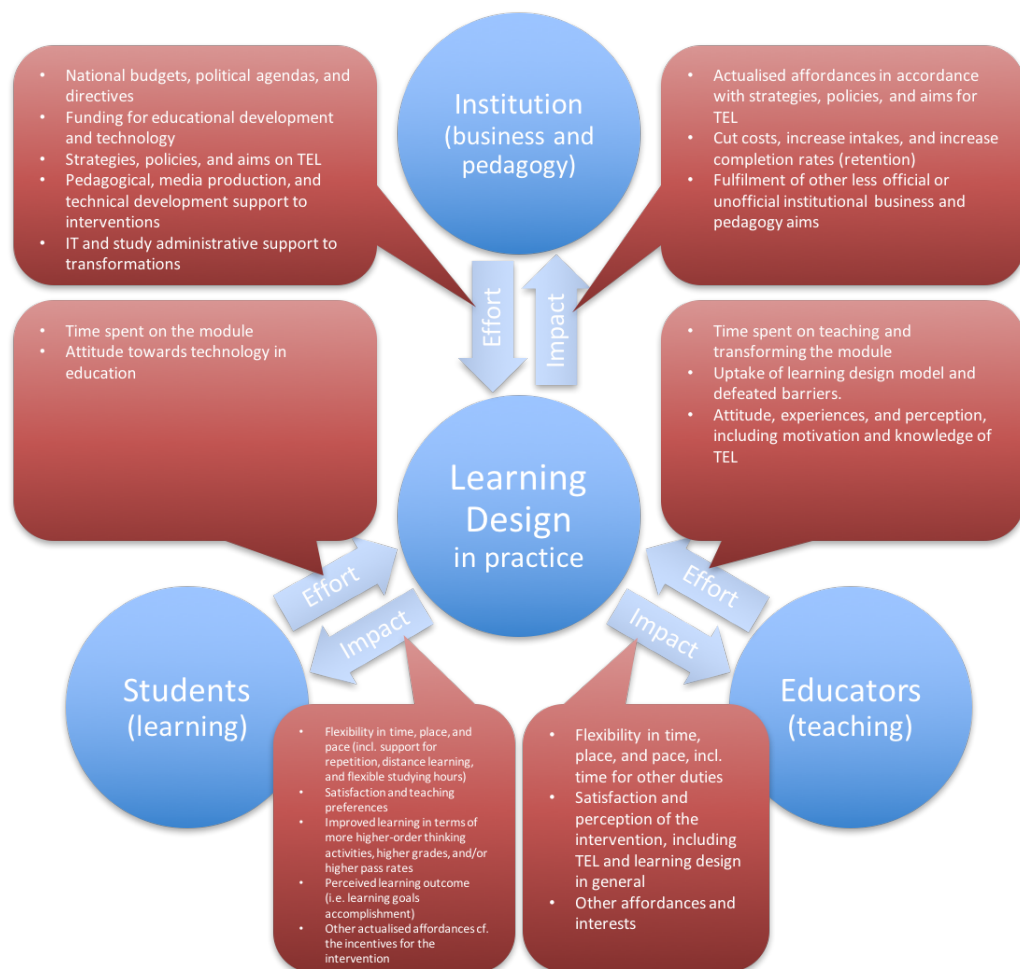 • National budgets, political agendas, and
directives
• Funding for educational development
and technology
• Strategies, policies, and aims on TEL
• Pedagogical, media production, and
technical development support to
interventions
• IT and study administrative support to
transformations
Institution
(business and
pedagogy)
• Actualised affordances in accordance
with strategies, policies, and aims for
TEL
• Cut costs, increase intakes, and increase
completion rates (retention)
• Fulfilment of other less official or
unofficial institutional business and
pedagogy aims
Effort
Impact
• Time spent on the module
• Attitude towards technology in
education
• Time spent on teaching and
transforming the module
• Uptake of learning design model and
defeated barriers.
• Attitude, experiences, and perception,
including motivation and knowledge of
TEL
Learning
Design
in practice
Effort
Impact
Effort
Impact
Students
(learning)
Educators
(teaching)
• Flexibility in time, place, and
pace (incl. support for
repetition, distance learning,
and flexible studying hours)
• Satisfaction and teaching
preferences
• Improved learning in terms of
more higher-order thinking
activities, higher grades, and/or
higher pass rates
• Perceived learning outcome
(i.e. learning goals
accomplishment)
• Other actualised affordances cf.
the incentives for the
intervention
• Flexibility in time,
place, and pace, incl.
time for other duties
• Satisfaction and
perception of the
intervention, including
TEL and learning design
in general
• Other affordances and
interests